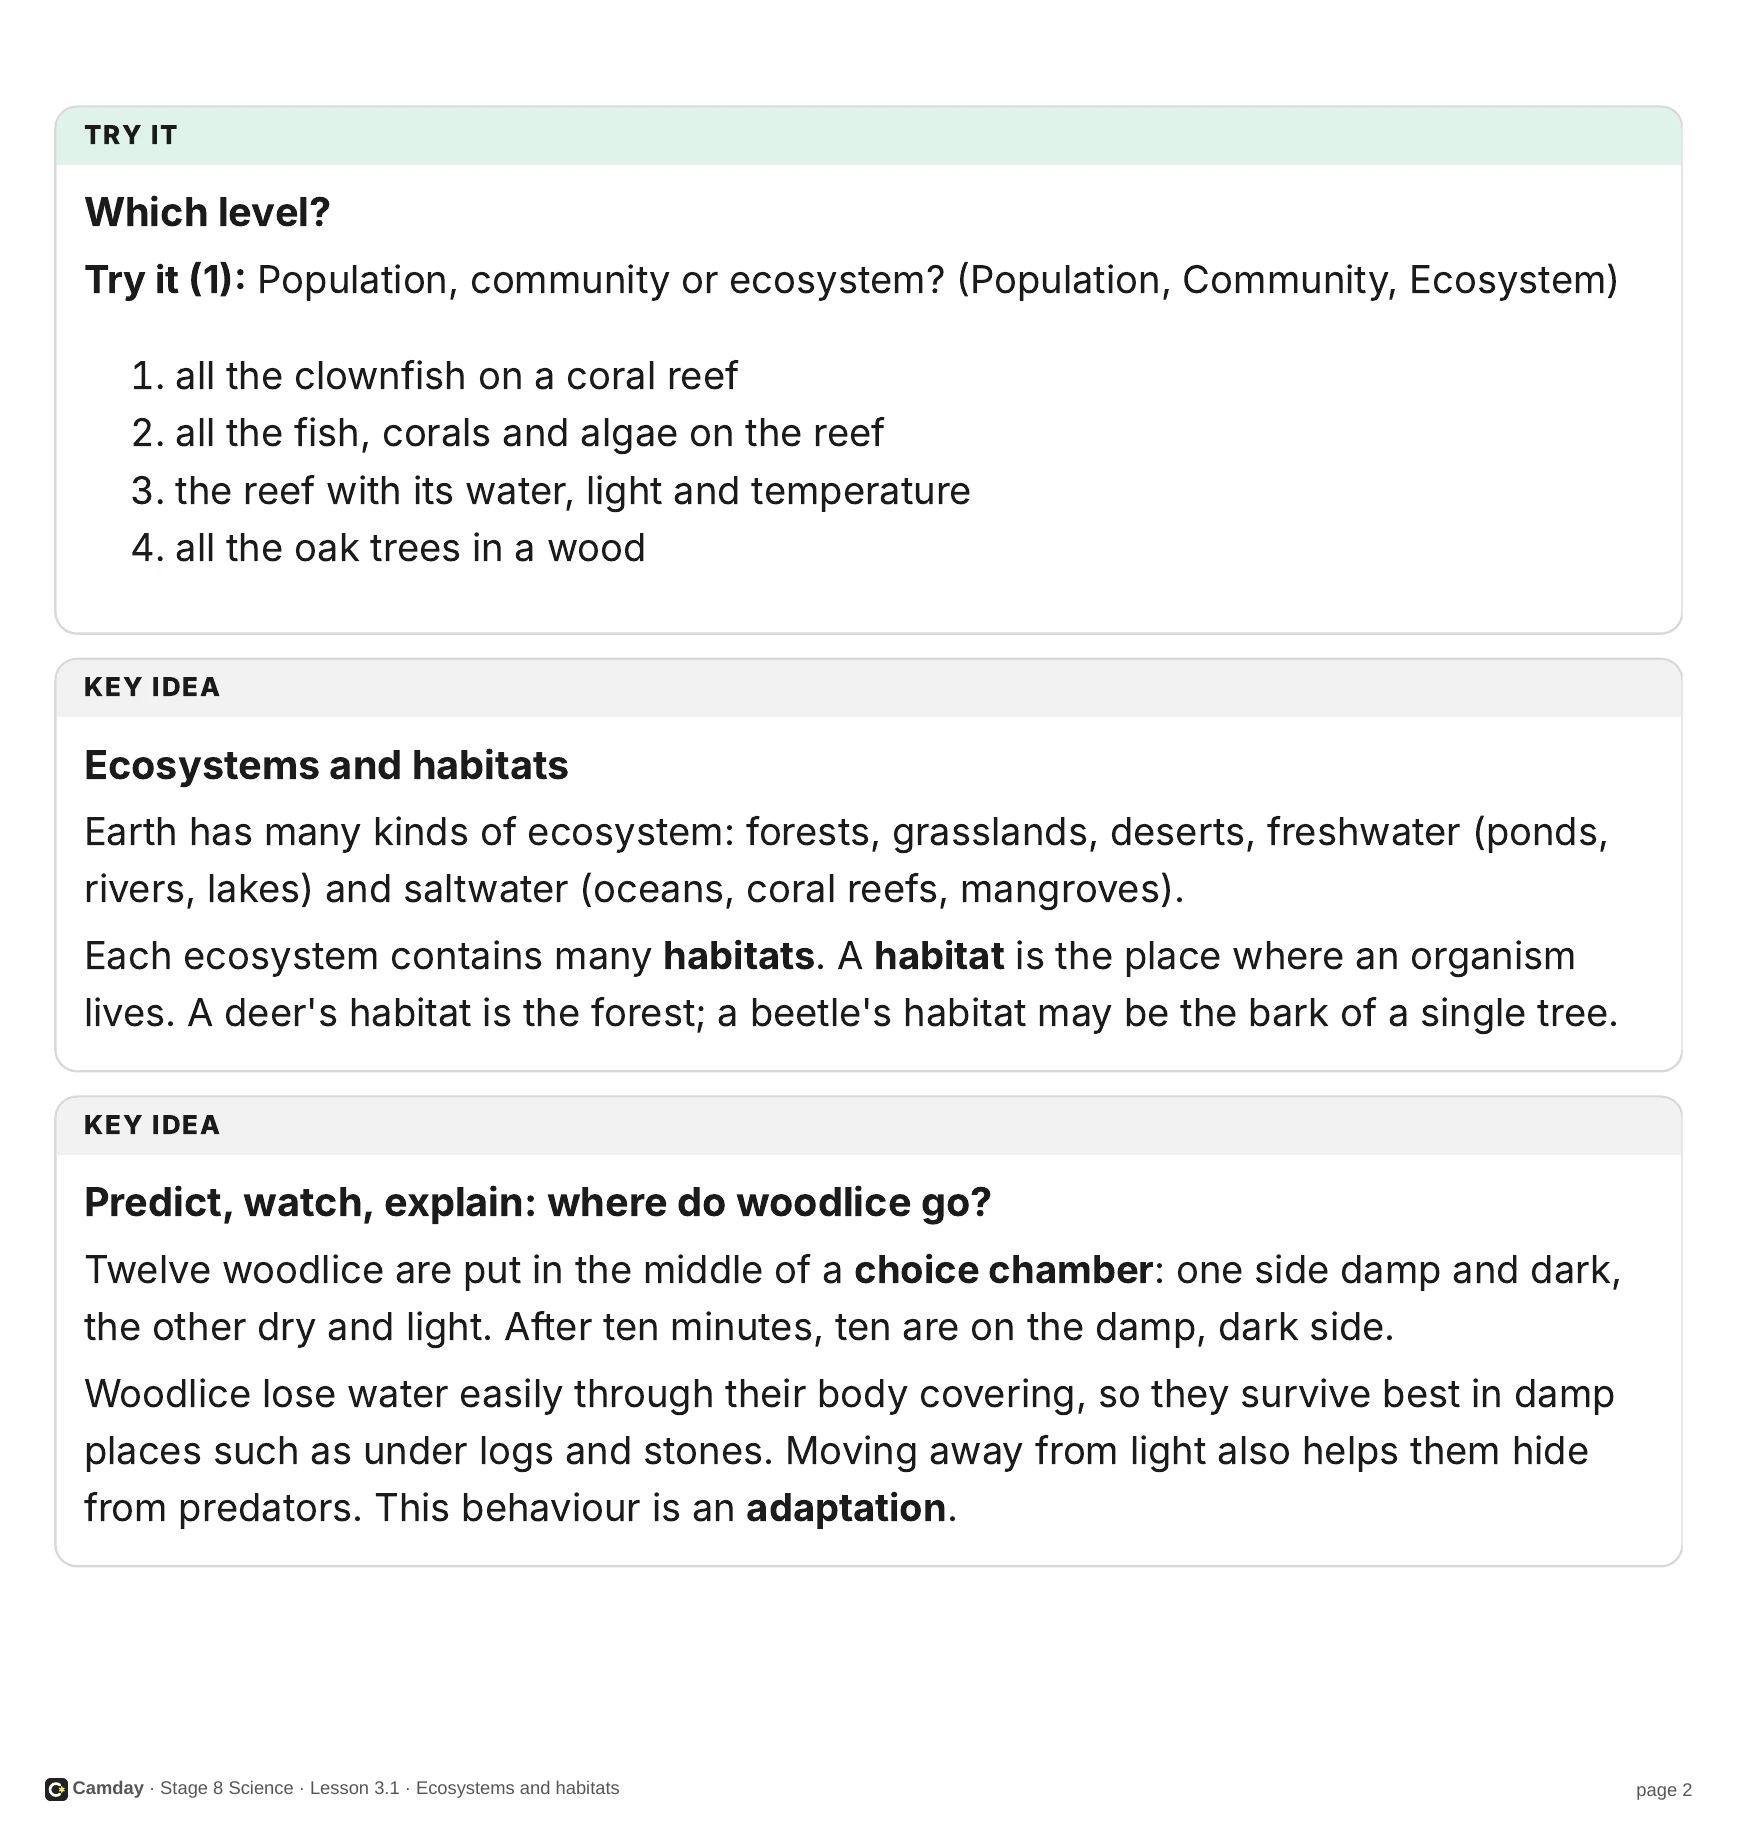 TRY IT
Which level?
Try it (1): Population, community or ecosystem? (Population, Community, Ecosystem)
1. all the clownfish on a coral reef
2. all the fish, corals and algae on the reef
3. the reef with its water, light and temperature
4. all the oak trees in a wood
KEY IDEA
Ecosystems and habitats
Earth has many kinds of ecosystem: forests, grasslands, deserts, freshwater (ponds,
rivers, lakes) and saltwater (oceans, coral reefs, mangroves).
Each ecosystem contains many habitats. A habitat is the place where an organism
lives. A deer's habitat is the forest; a beetle's habitat may be the bark of a single tree.
KEY IDEA
Predict, watch, explain: where do woodlice go?
Twelve woodlice are put in the middle of a choice chamber: one side damp and dark,
the other dry and light. After ten minutes, ten are on the damp, dark side.
Woodlice lose water easily through their body covering, so they survive best in damp
places such as under logs and stones. Moving away from light also helps them hide
from predators. This behaviour is an adaptation.
Camday · Stage 8 Science · Lesson 3.1 · Ecosystems and habitats
page 2